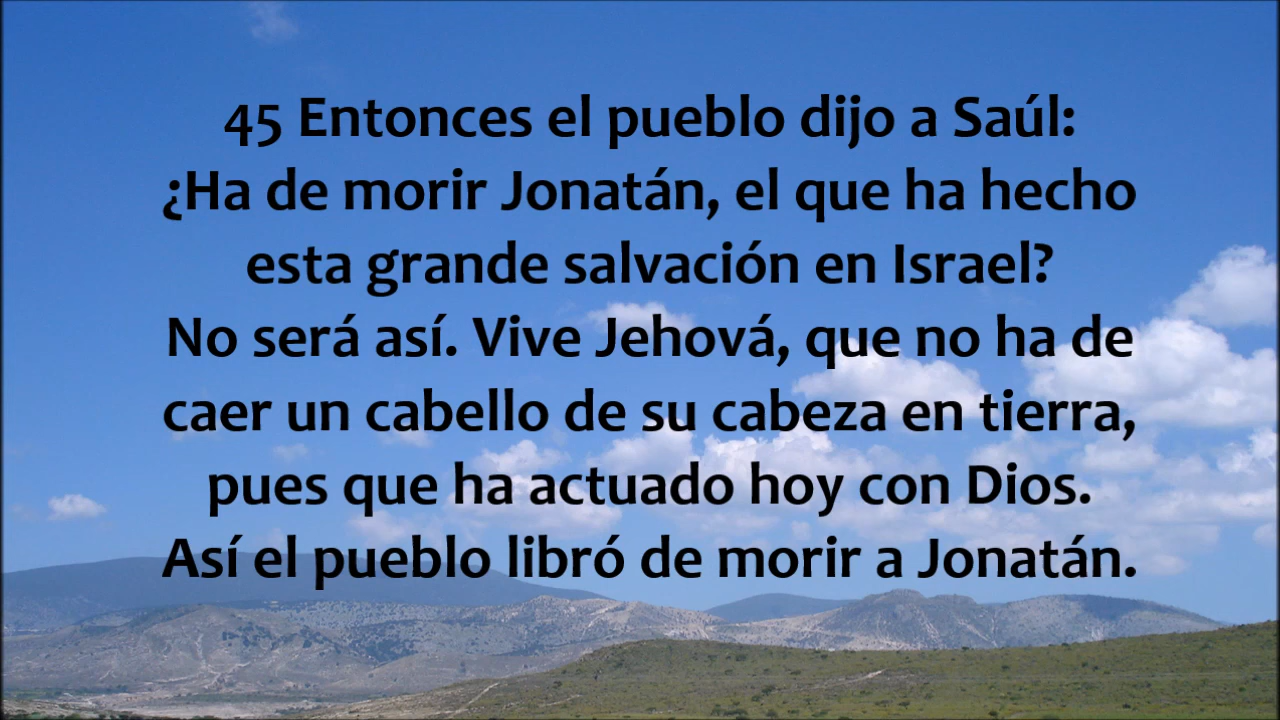 45 Entonces el pueblo dijo a Saúl:
¿Ha de morir Jonatán, el que ha hecho
esta grande salvación en Israel?
No será así. Vive Jehová, que no ha de
caer un cabello de su cabeza en tierra,
pues que ha actuado hoy con Dios.
Así el pueblo libró de morir a Jonatán.